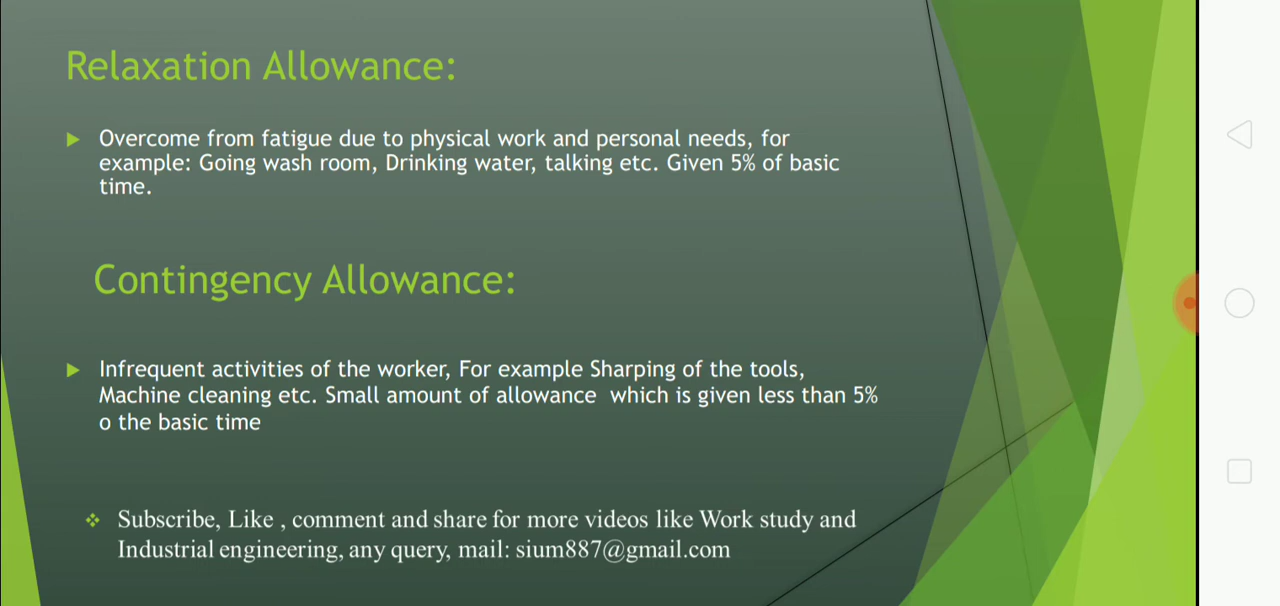 Relaxation Allowance:
Overcome from fatigue due to physical work and personal needs, for
example: Going wash room, Drinking water, talking etc. Given 5% of basic
time.
Contingency Allowance:
Infrequent activities of the worker, For example Sharping of the tools,
Machine cleaning etc. Small amount of allowance  which is given less than 5%
o the basic time
Subscribe, Like , comment and share for more videos like Work study and
Industrial engineering, any query, mail: sium887@gmail.com